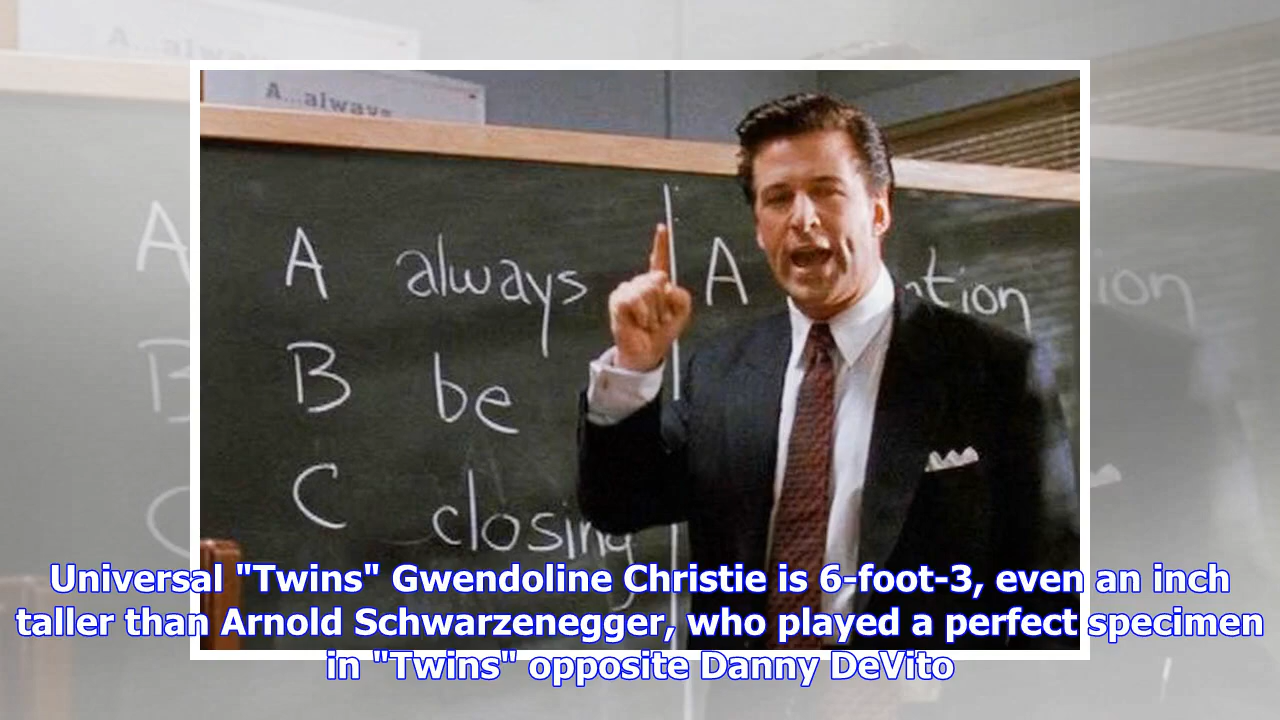 A...always
A always A ntion
B be
C closing
Universal "Twins" Gwendoline Christie is 6-foot-3, even an inch
taller than Arnold Schwarzenegger, who played a perfect specimen
in "Twins" opposite Danny DeVito